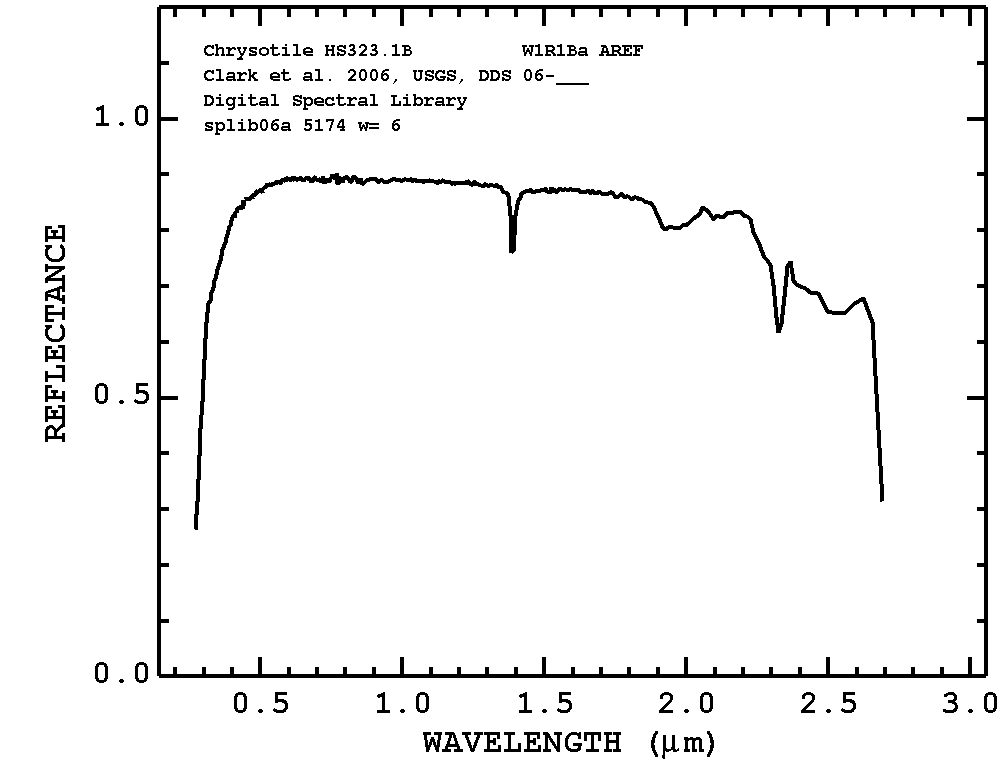 Chrysotile HS323.1B W1R1Ba AREF
Clark et al. 2006, USGS, DDS 06-___
Digital Spectral Library
splib06a 5174 w= 6
REFLECTANCE
1.0
0.5
0.0
0.5 1.0 1.5 2.0 2.5 3.0
WAVELENGTH (μm)